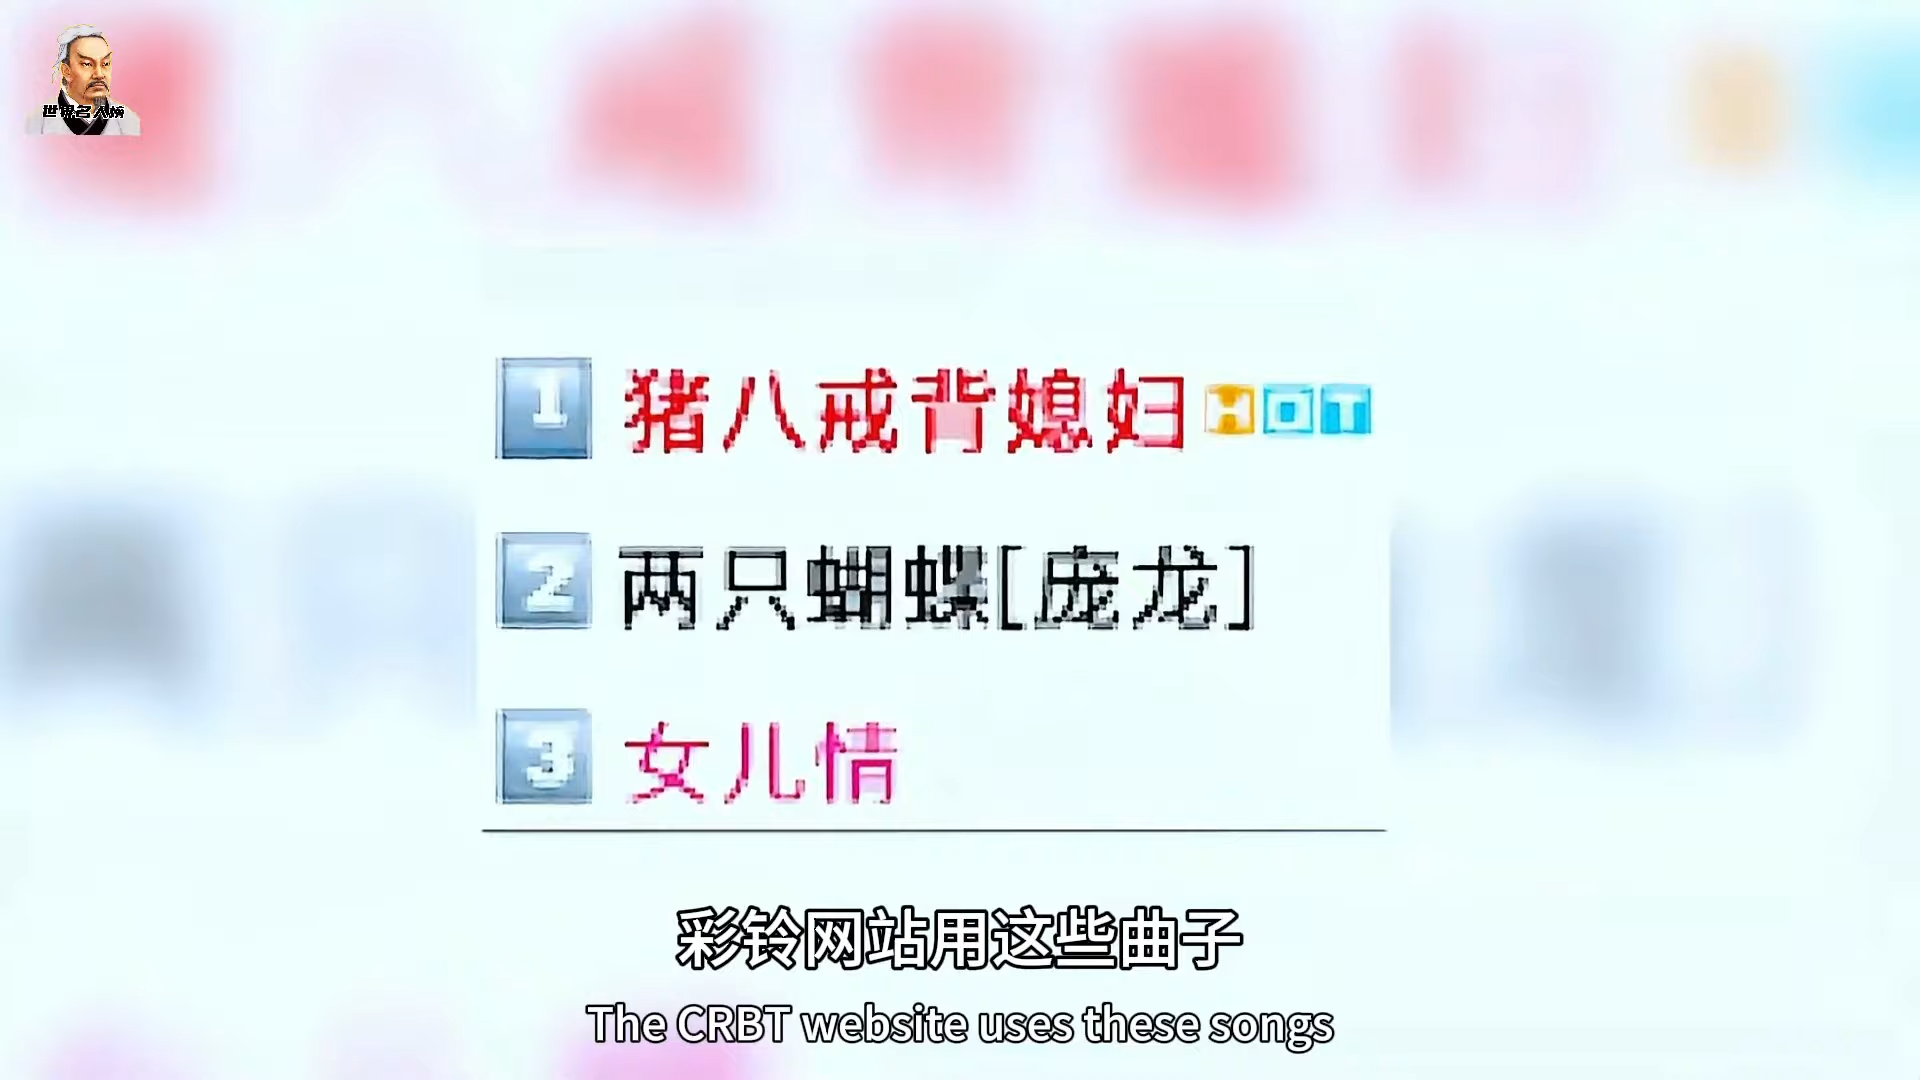 世界名人榜
1 猪八戒背媳妇 HOT
2 两只蝴蝶[庞龙]
3 女儿情
彩铃网站用这些曲子
The CRBT website uses these songs